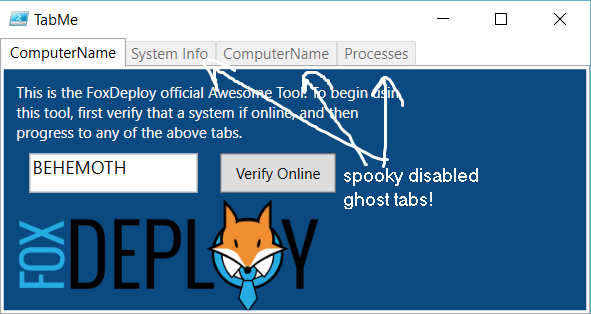 TabMe
ComputerName System Info ComputerName Processes
This is the FoxDeploy official Awesome Tool. To begin usin
this tool, first verify that a system if online, and then
progress to any of the above tabs.
BEHEMOTH Verify Online
spooky disabled
ghost tabs!
FOX DEPLOY